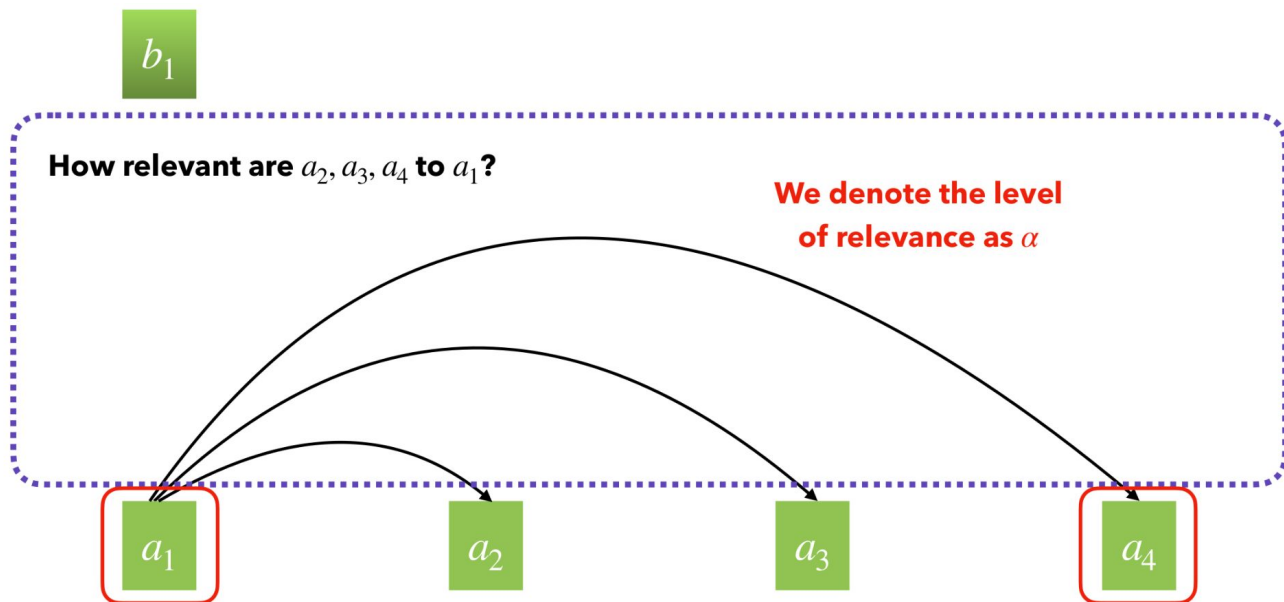 b₁
How relevant are a₂, a₃, a₄ to a₁?
We denote the level
of relevance as α
a₁ a₂ a₃ a₄